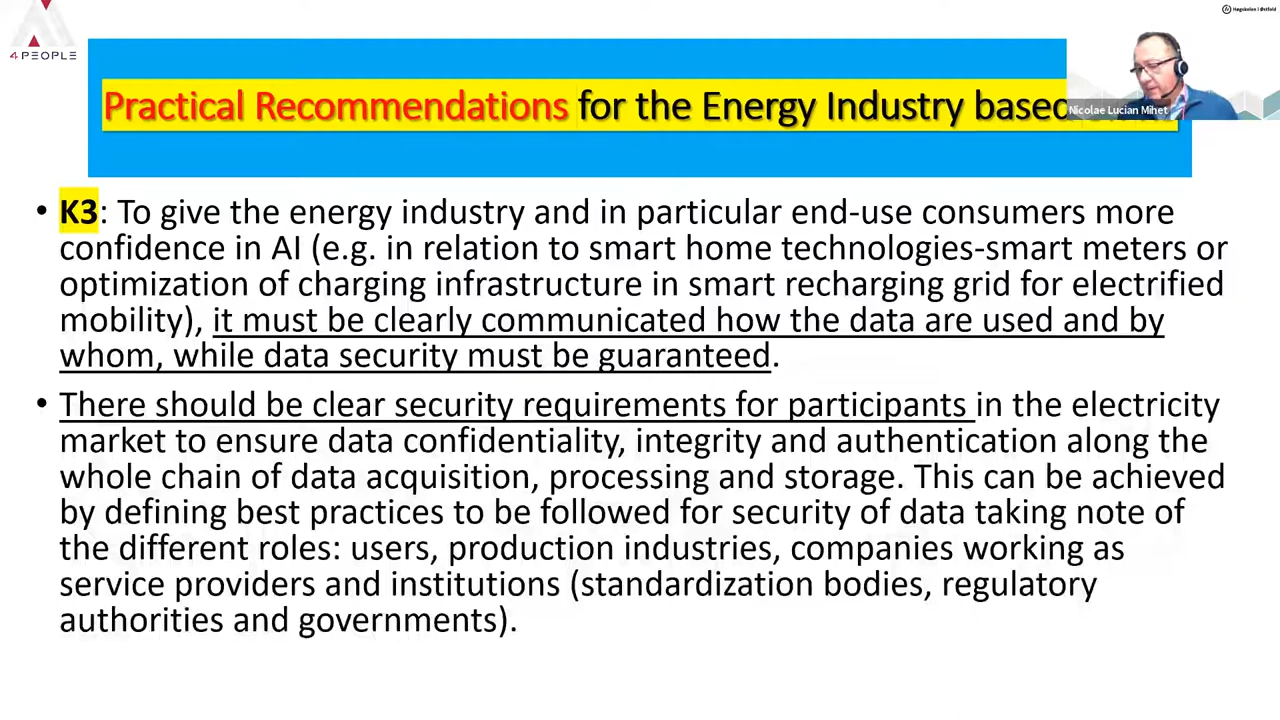 Høgskolen i Østfold
4PEOPLE
Practical Recommendations for the Energy Industry based
Nicolae Lucian Mihet
• K3: To give the energy industry and in particular end-use consumers more
confidence in AI (e.g. in relation to smart home technologies-smart meters or
optimization of charging infrastructure in smart recharging grid for electrified
mobility), it must be clearly communicated how the data are used and by
whom, while data security must be guaranteed.
• There should be clear security requirements for participants in the electricity
market to ensure data confidentiality, integrity and authentication along the
whole chain of data acquisition, processing and storage. This can be achieved
by defining best practices to be followed for security of data taking note of
the different roles: users, production industries, companies working as
service providers and institutions (standardization bodies, regulatory
authorities and governments).